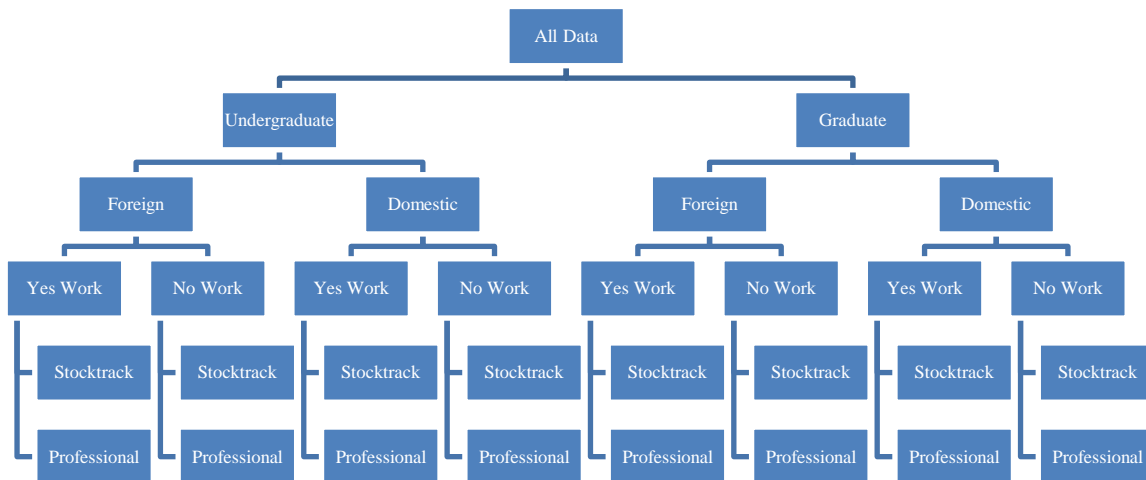 All Data
Undergraduate
Graduate
Foreign
Domestic
Foreign
Domestic
Yes Work
No Work
Yes Work
No Work
Yes Work
No Work
Yes Work
No Work
Stocktrack
Stocktrack
Stocktrack
Stocktrack
Stocktrack
Stocktrack
Stocktrack
Stocktrack
Professional
Professional
Professional
Professional
Professional
Professional
Professional
Professional